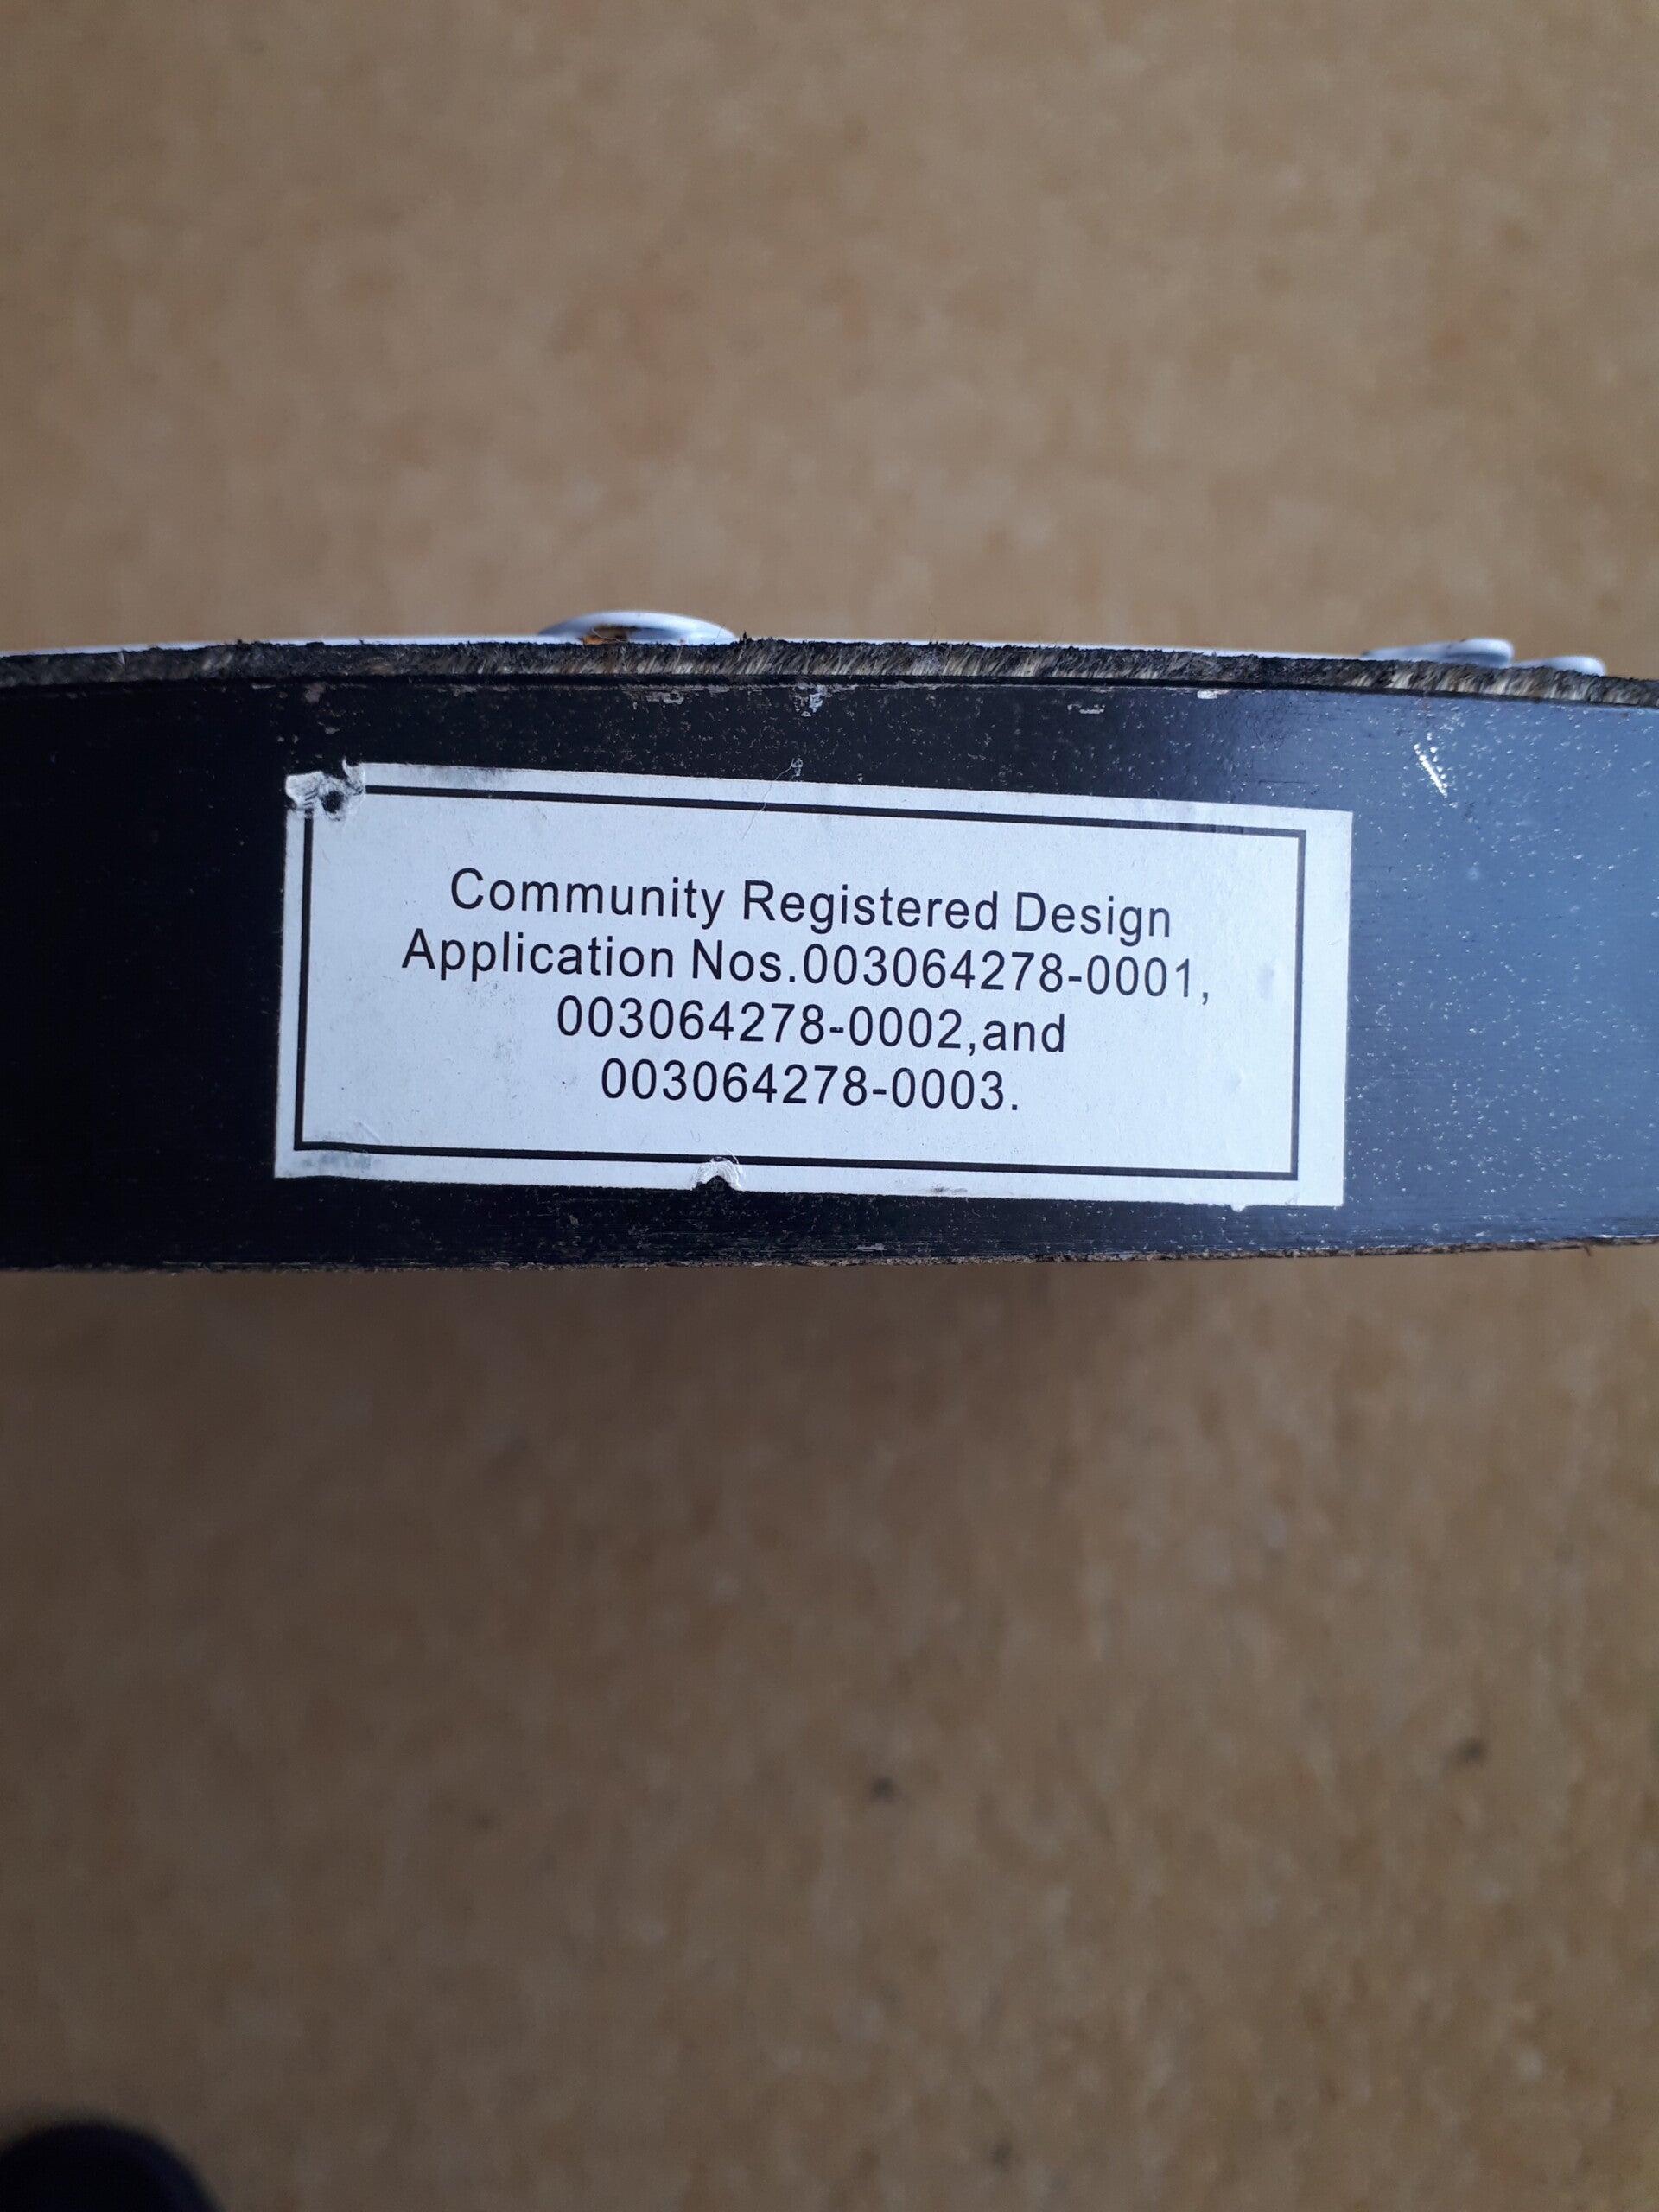 Community Registered Design
Application Nos.003064278-0001,
003064278-0002,and
003064278-0003.